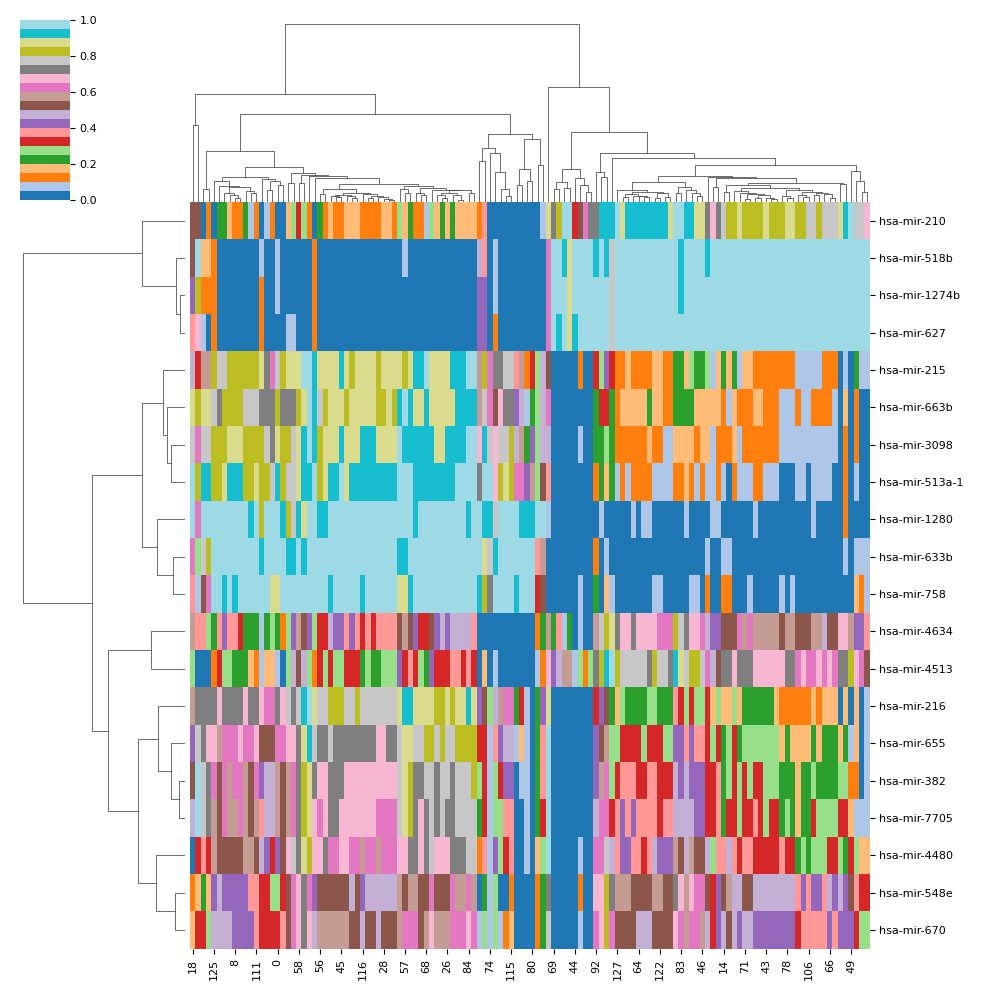 1.0
0.8
0.6
0.4
0.2
0.0
hsa-mir-210
hsa-mir-518b
hsa-mir-1274b
hsa-mir-627
hsa-mir-215
hsa-mir-663b
hsa-mir-3098
hsa-mir-513a-1
hsa-mir-1280
hsa-mir-633b
hsa-mir-758
hsa-mir-4634
hsa-mir-4513
hsa-mir-216
hsa-mir-655
hsa-mir-382
hsa-mir-7705
hsa-mir-4480
hsa-mir-548e
hsa-mir-670
18 125 8 111 0 58 56 45 116 28 57 68 26 84 74 115 80 69 44 92 127 64 122 83 46 14 71 43 78 106 66 49